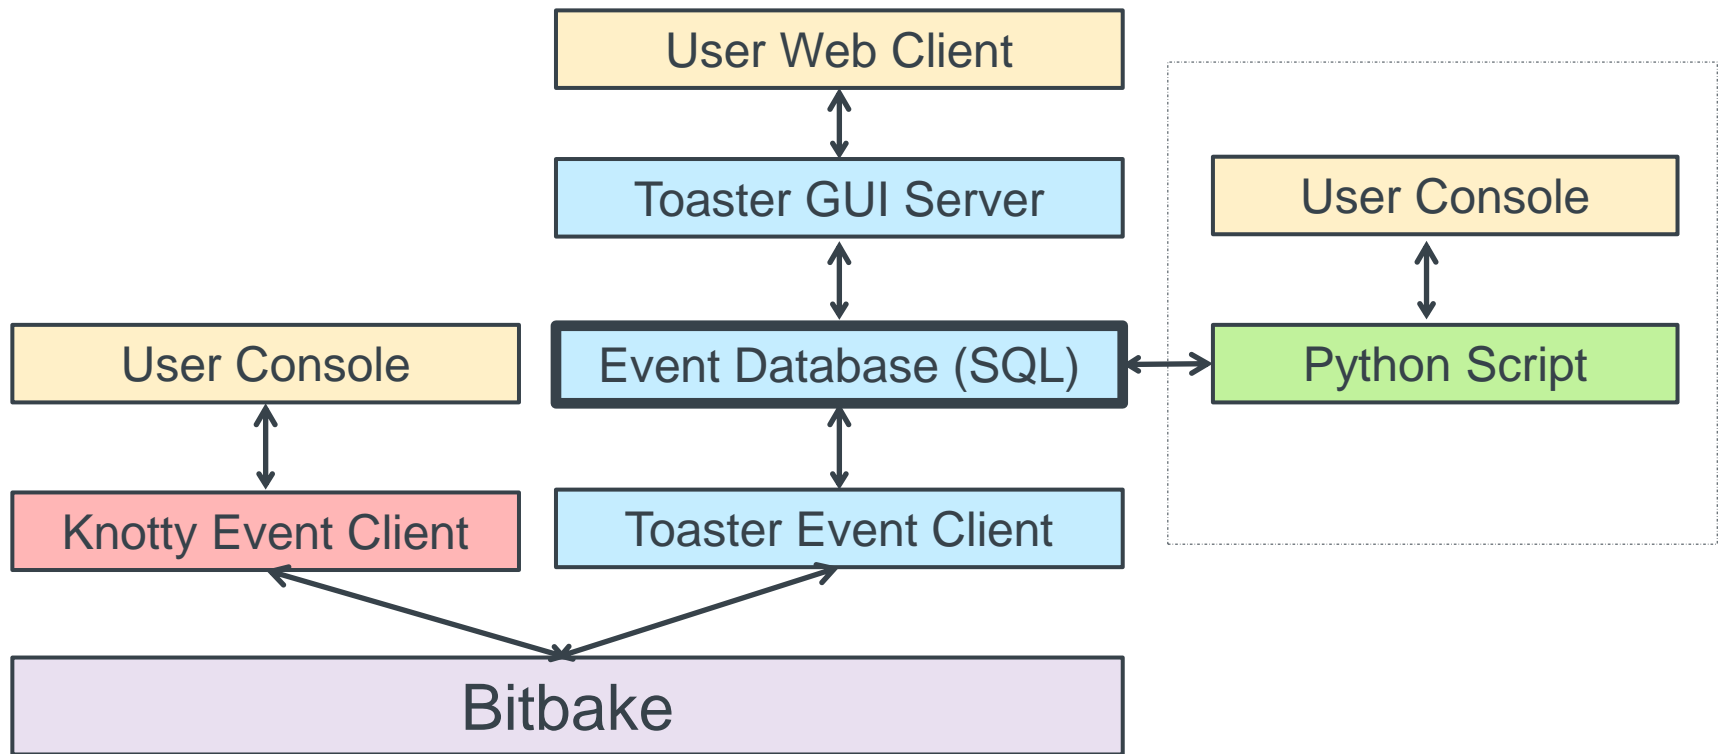 User Web Client
Toaster GUI Server
User Console
User Console
Event Database (SQL)
Python Script
Knotty Event Client
Toaster Event Client
Bitbake